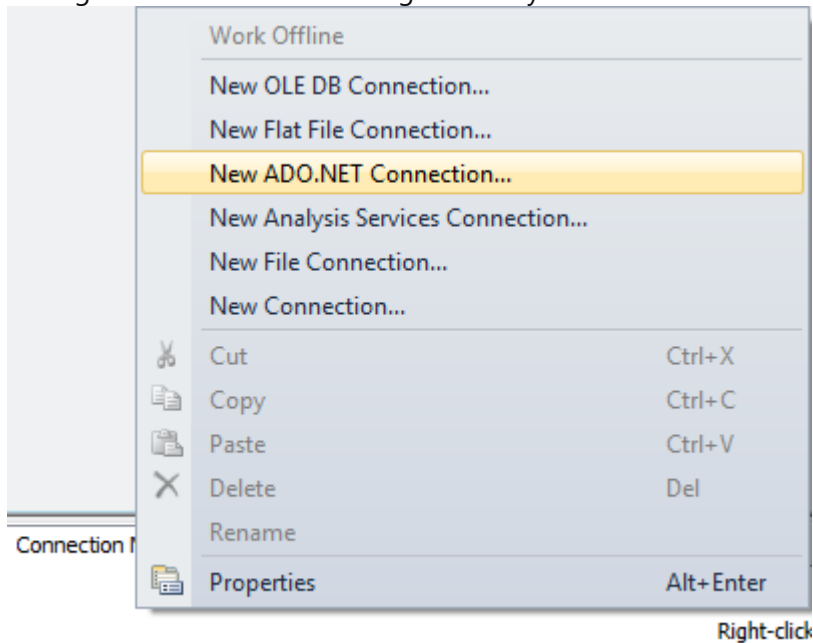 Work Offline
New OLE DB Connection...
New Flat File Connection...
New ADO.NET Connection...
New Analysis Services Connection...
New File Connection...
New Connection...
Cut Ctrl+X
Copy Ctrl+C
Paste Ctrl+V
Delete Del
Rename
Connection
Properties Alt+Enter
Right-click